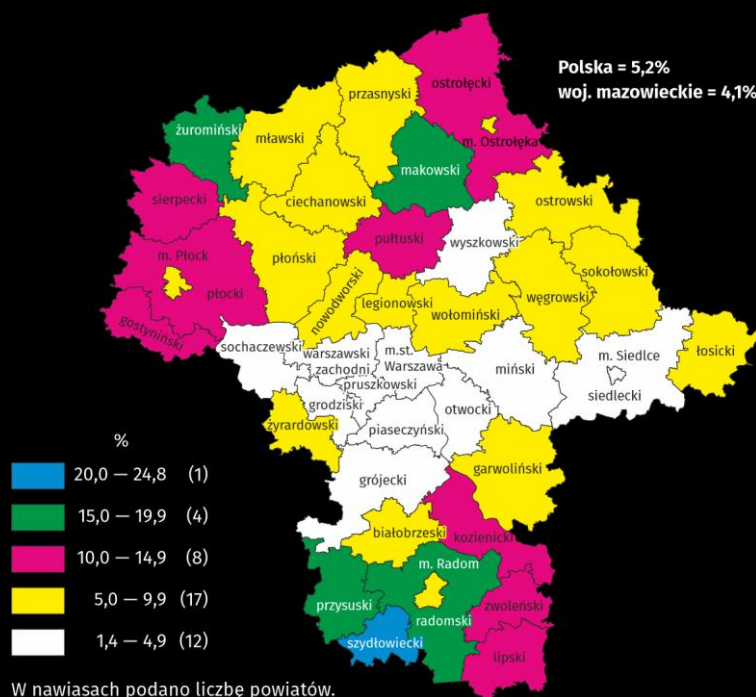 Polska = 5,2%
woj. mazowieckie = 4,1%
ostrołęcki
przasnyski
żuromiński
mławski
m. Ostrołęka
makowski
sierpecki
ciechanowski
ostrowski
pułtuski
wyszkowski
m. Płock
płoński
sokołowski
płocki
nowodworski
legionowski
wołomiński
węgrowski
gostyniński
sochaczewski
warszawski
zachodni
m.st.
Warszawa
miński
m. Siedlce
łosicki
pruszkowski
siedlecki
grodziski
otwocki
piaseczyński
żyrardowski
grójecki
garwoliński
białobrzeski
kozienicki
m. Radom
przysuski
radomski
zwoleński
szydłowiecki
lipski
%
20,0 — 24,8 (1)
15,0 — 19,9 (4)
10,0 — 14,9 (8)
5,0 — 9,9 (17)
1,4 — 4,9 (12)
W nawiasach podano liczbę powiatów.